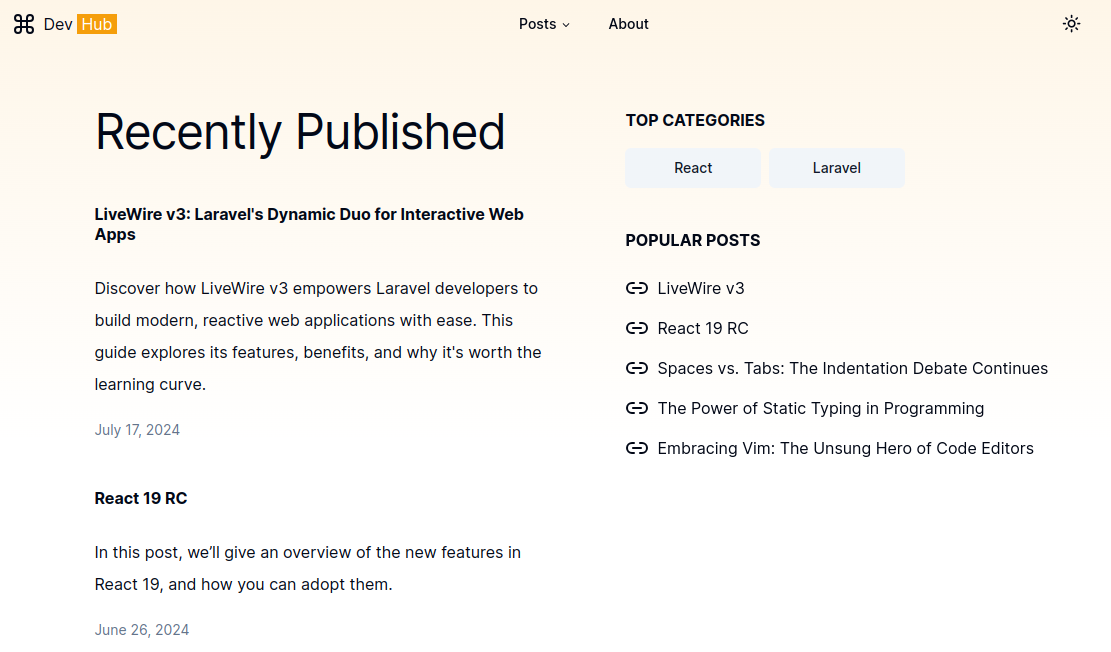 Dev Hub
Posts
About
Recently Published
LiveWire v3: Laravel's Dynamic Duo for Interactive Web
Apps
Discover how LiveWire v3 empowers Laravel developers to
build modern, reactive web applications with ease. This
guide explores its features, benefits, and why it's worth the
learning curve.
July 17, 2024
React 19 RC
In this post, we’ll give an overview of the new features in
React 19, and how you can adopt them.
June 26, 2024
TOP CATEGORIES
React
Laravel
POPULAR POSTS
LiveWire v3
React 19 RC
Spaces vs. Tabs: The Indentation Debate Continues
The Power of Static Typing in Programming
Embracing Vim: The Unsung Hero of Code Editors